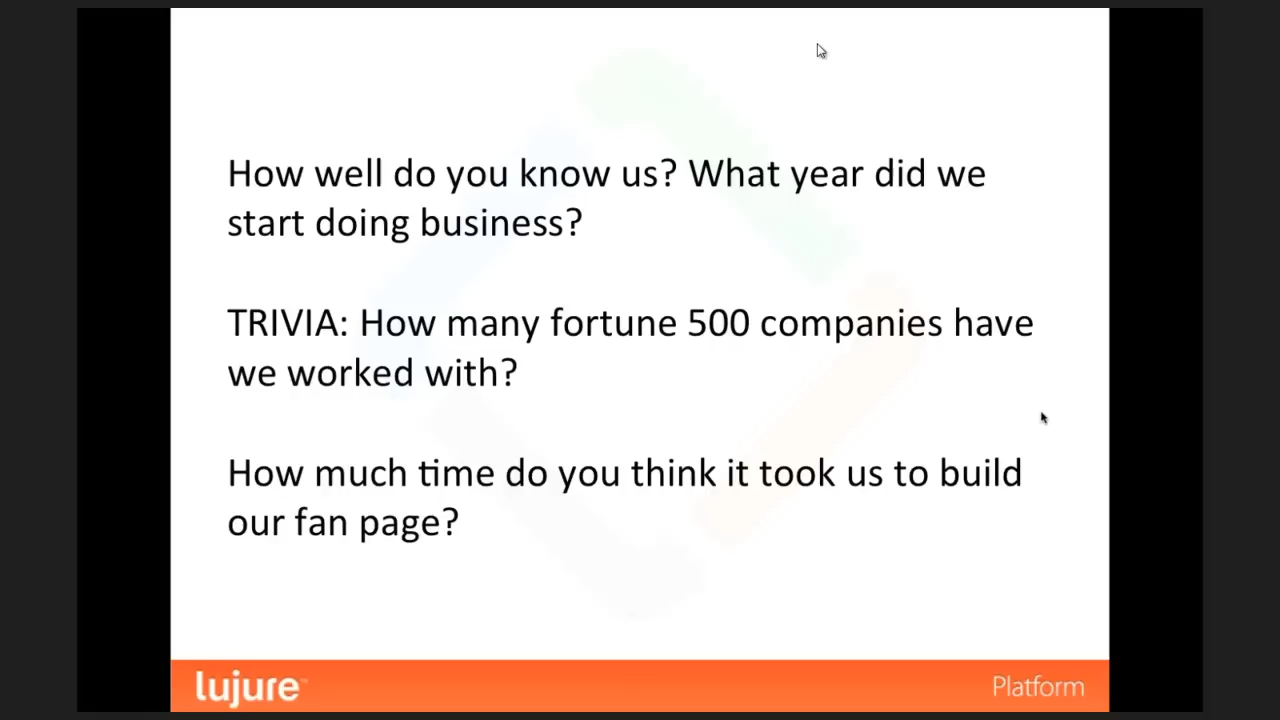 How well do you know us? What year did we
start doing business?
TRIVIA: How many fortune 500 companies have
we worked with?
How much time do you think it took us to build
our fan page?
lujure™ Platform